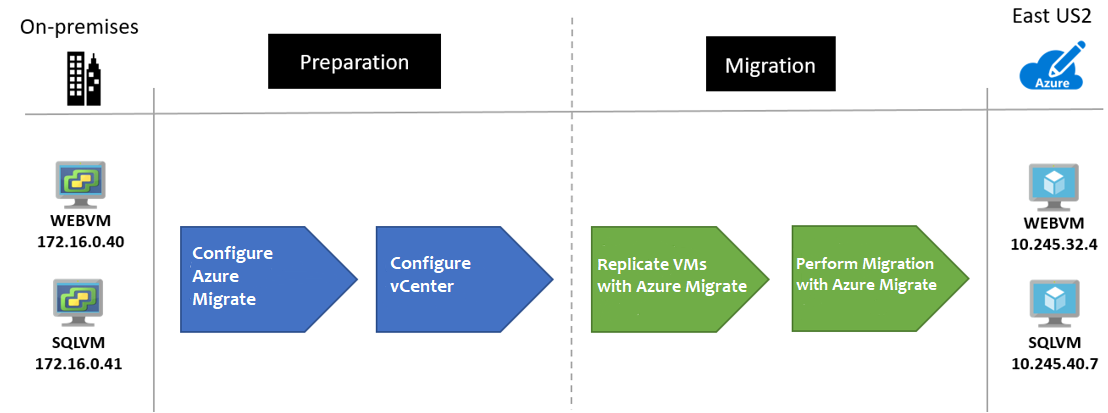 On-premises
Preparation
Migration
East US2
Azure
WEBVM
172.16.0.40
SQLVM
172.16.0.41
Configure
Azure
Migrate
Configure
vCenter
Replicate VMs
with Azure Migrate
Perform Migration
with Azure Migrate
WEBVM
10.245.32.4
SQLVM
10.245.40.7